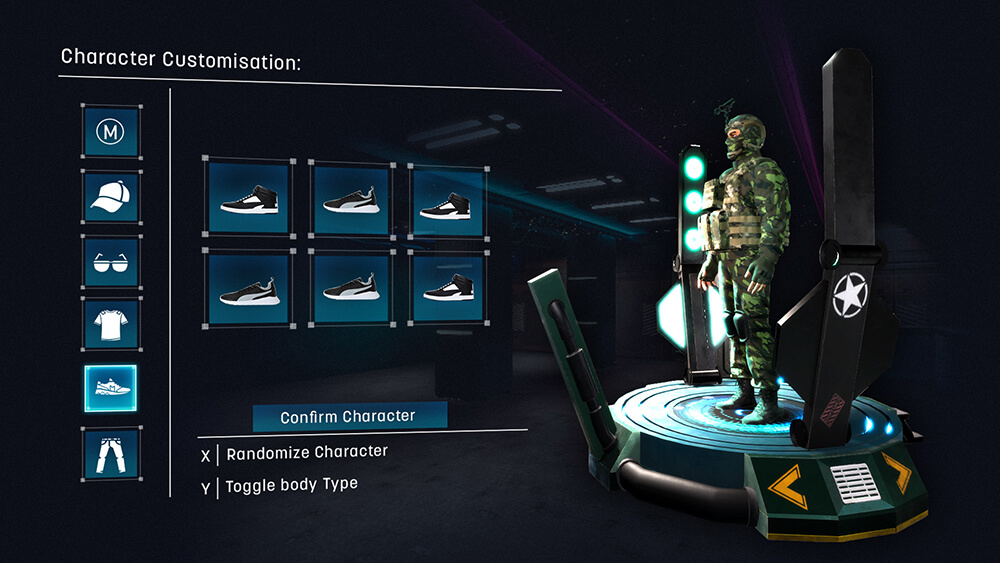 Character Customisation:
M
Confirm Character
X | Randomize Character
Y | Toggle body Type